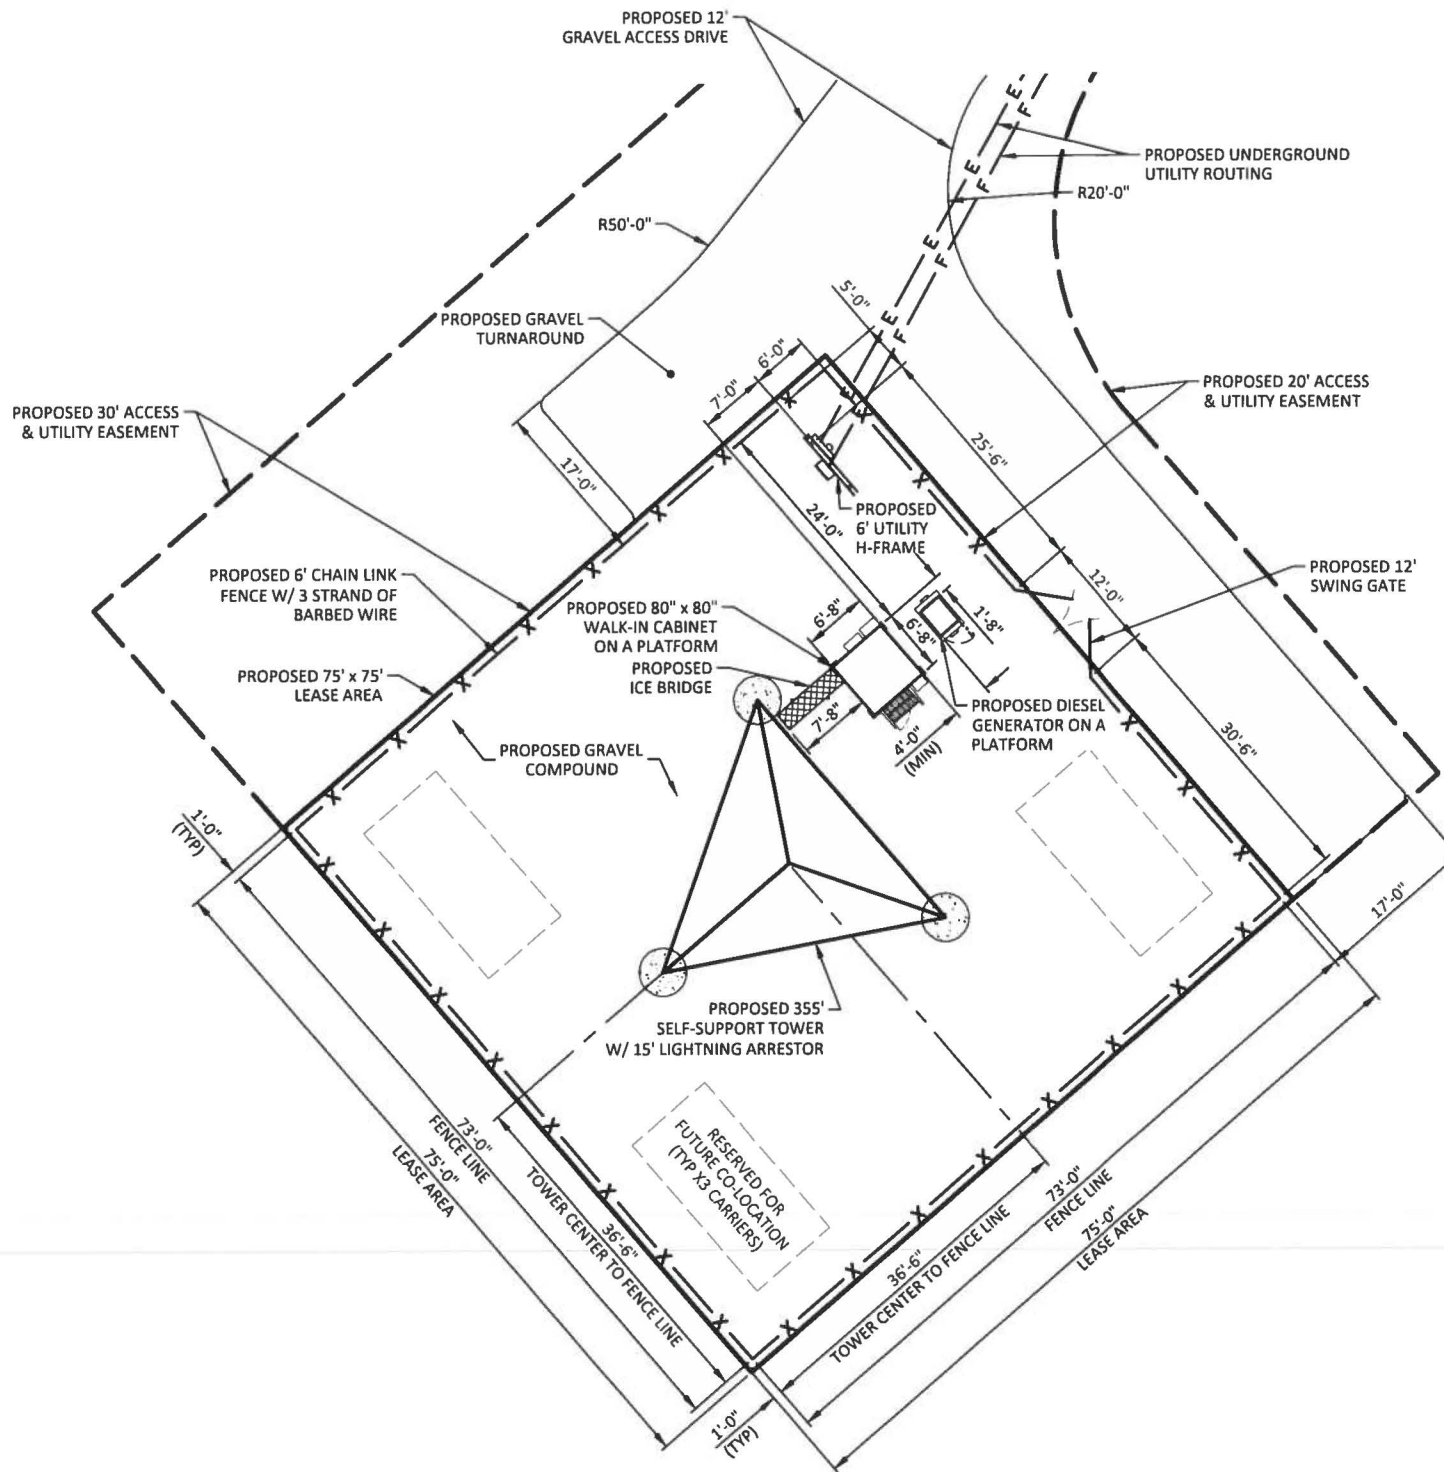 PROPOSED 12'
GRAVEL ACCESS DRIVE
PROPOSED UNDERGROUND
UTILITY ROUTING
E
F
E
F
E
F
E
F
E
F
R20'-0"
R50'-0"
5'-0"
PROPOSED GRAVEL
TURNAROUND
6'-0"
7'-0"
PROPOSED 20' ACCESS
& UTILITY EASEMENT
PROPOSED 30' ACCESS
& UTILITY EASEMENT
25'-6"
17'-0"
24'-0"
PROPOSED
6' UTILITY
H-FRAME
PROPOSED 12'
SWING GATE
PROPOSED 6' CHAIN LINK
FENCE W/ 3 STRAND OF
BARBED WIRE
12'-0"
PROPOSED 80" x 80"
WALK-IN CABINET
ON A PLATFORM
6'-8"
6'-8"
1'-8"
PROPOSED
ICE BRIDGE
PROPOSED 75' x 75'
LEASE AREA
7'-8"
4'-0"
(MIN)
PROPOSED DIESEL
GENERATOR ON A
PLATFORM
30'-6"
PROPOSED GRAVEL
COMPOUND
1'-0"
(TYP)
17'-0"
PROPOSED 355'
SELF-SUPPORT TOWER
W/ 15' LIGHTNING ARRESTOR
RESERVED FOR
FUTURE CO-LOCATION
(TYP X3 CARRIERS)
73'-0"
FENCE LINE
75'-0"
LEASE AREA
36'-6"
TOWER CENTER TO FENCE LINE
36'-6"
TOWER CENTER TO FENCE LINE
73'-0"
FENCE LINE
75'-0"
LEASE AREA
1'-0"
(TYP)